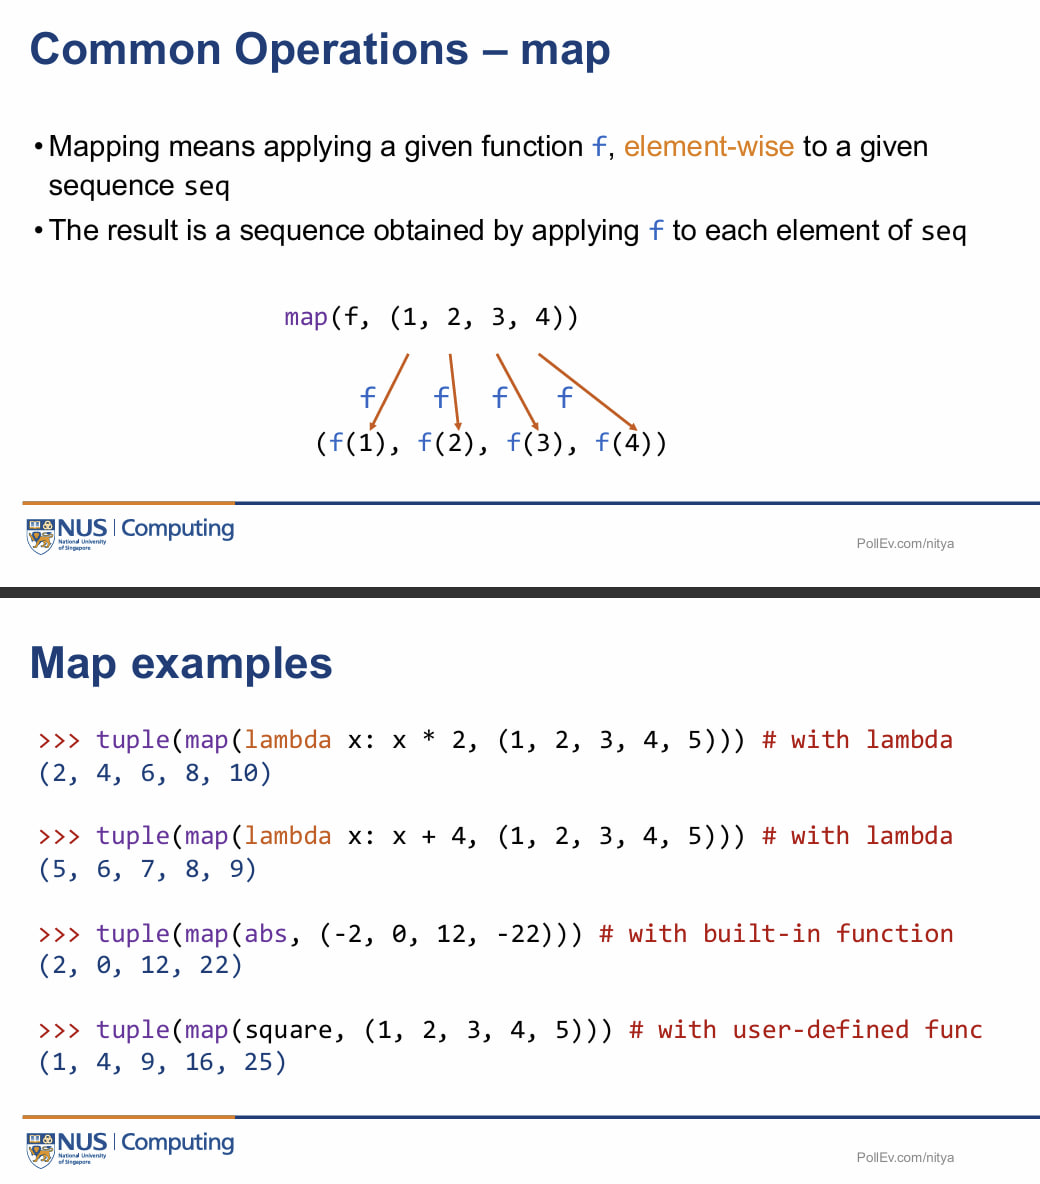 Common Operations – map
• Mapping means applying a given function f, element-wise to a given
sequence seq
• The result is a sequence obtained by applying f to each element of seq
map(f, (1, 2, 3, 4))
f f f f
(f(1), f(2), f(3), f(4))
NUS | Computing
National University
of Singapore
PollEv.com/nitya
Map examples
>>> tuple(map(lambda x: x * 2, (1, 2, 3, 4, 5))) # with lambda
(2, 4, 6, 8, 10)
>>> tuple(map(lambda x: x + 4, (1, 2, 3, 4, 5))) # with lambda
(5, 6, 7, 8, 9)
>>> tuple(map(abs, (-2, 0, 12, -22))) # with built-in function
(2, 0, 12, 22)
>>> tuple(map(square, (1, 2, 3, 4, 5))) # with user-defined func
(1, 4, 9, 16, 25)
NUS | Computing
National University
of Singapore
PollEv.com/nitya